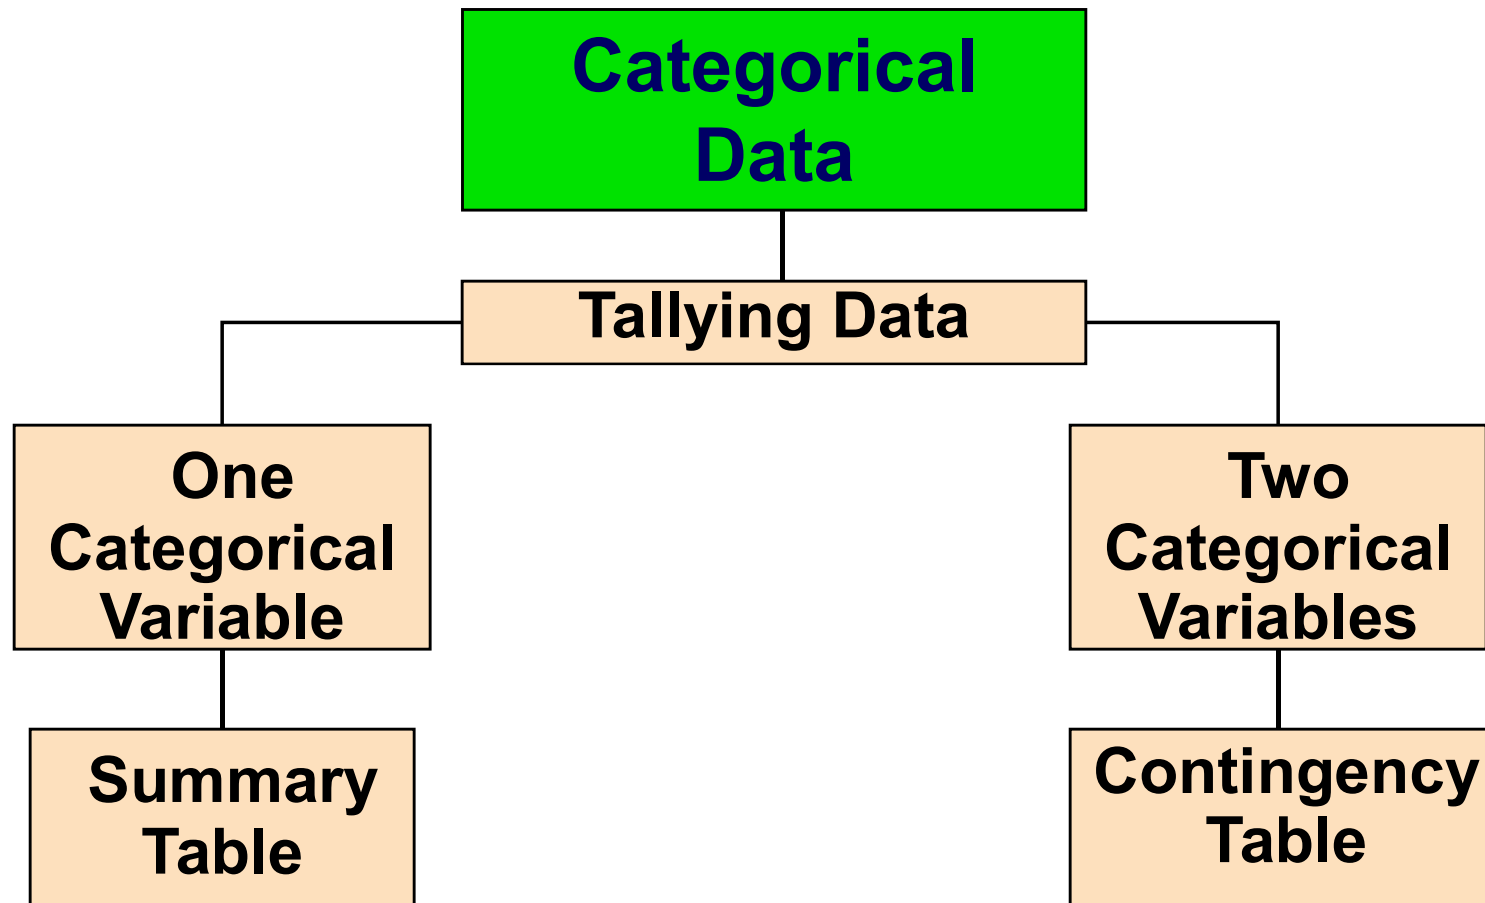 Categorical
Data
Tallying Data
One
Categorical
Variable
Two
Categorical
Variables
Summary
Table
Contingency
Table